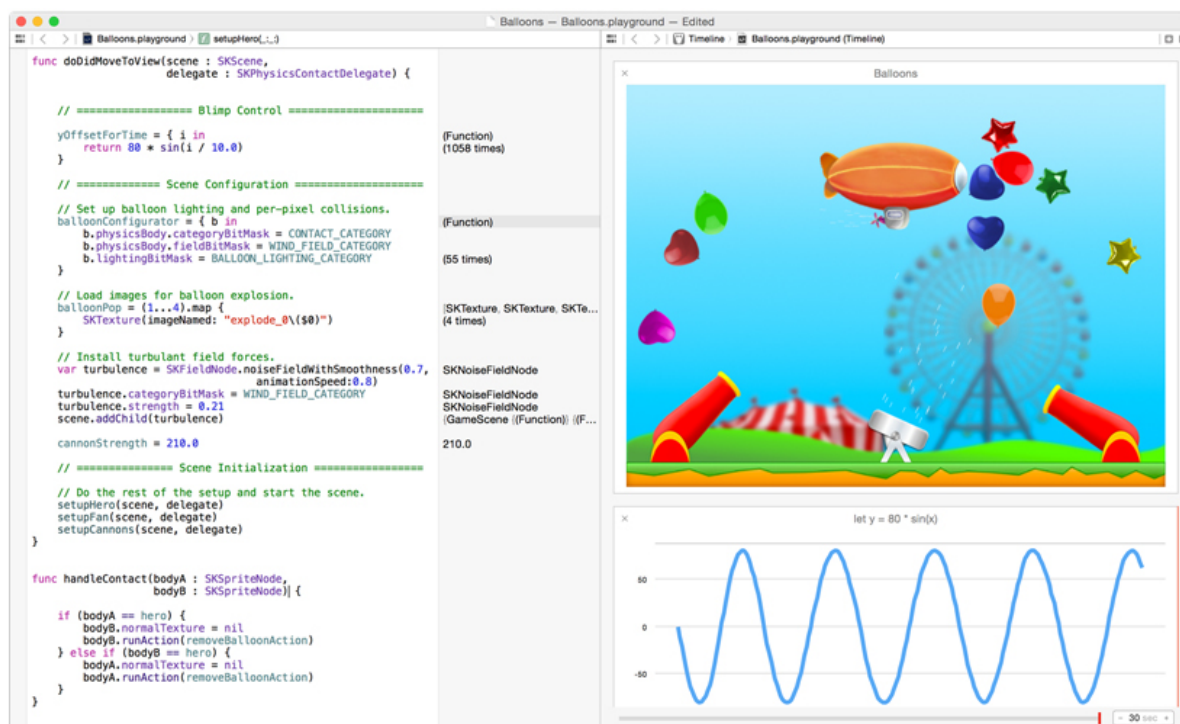 Balloons — Balloons.playground — Edited
Balloons.playground
setupHero(_:_:)
Timeline
Balloons.playground (Timeline)
func doDidMoveToView(scene : SKScene,
delegate : SKPhysicsContactDelegate) {
// ================== Blimp Control =====================
yOffsetForTime = { i in
return 80 * sin(i / 10.0)
}
// ============= Scene Configuration ====================
// Set up balloon lighting and per-pixel collisions.
balloonConfigurator = { b in
b.physicsBody.categoryBitMask = CONTACT_CATEGORY
b.physicsBody.fieldBitMask = WIND_FIELD_CATEGORY
b.lightingBitMask = BALLOON_LIGHTING_CATEGORY
}
// Load images for balloon explosion.
balloonPop = (1...4).map {
SKTexture(imageNamed: "explode_0\($0)")
}
// Install turbulant field forces.
var turbulence = SKFieldNode.noiseFieldWithSmoothness(0.7,
animationSpeed:0.8)
turbulence.categoryBitMask = WIND_FIELD_CATEGORY
turbulence.strength = 0.21
scene.addChild(turbulence)
cannonStrength = 210.0
// =============== Scene Initialization =================
// Do the rest of the setup and start the scene.
setupHero(scene, delegate)
setupFan(scene, delegate)
setupCannons(scene, delegate)
}
func handleContact(bodyA : SKSpriteNode,
bodyB : SKSpriteNode) {
if (bodyA == hero) {
bodyB.normalTexture = nil
bodyB.runAction(removeBalloonAction)
} else if (bodyB == hero) {
bodyA.normalTexture = nil
bodyA.runAction(removeBalloonAction)
}
}
(Function)
(1058 times)
(Function)
(55 times)
[SKTexture, SKTexture, SKTe...
(4 times)
SKNoiseFieldNode
SKNoiseFieldNode
SKNoiseFieldNode
{GameScene {(Function)} {(F...
210.0
Balloons
let y = 80 * sin(x)
50
0
-50
- 30 sec +